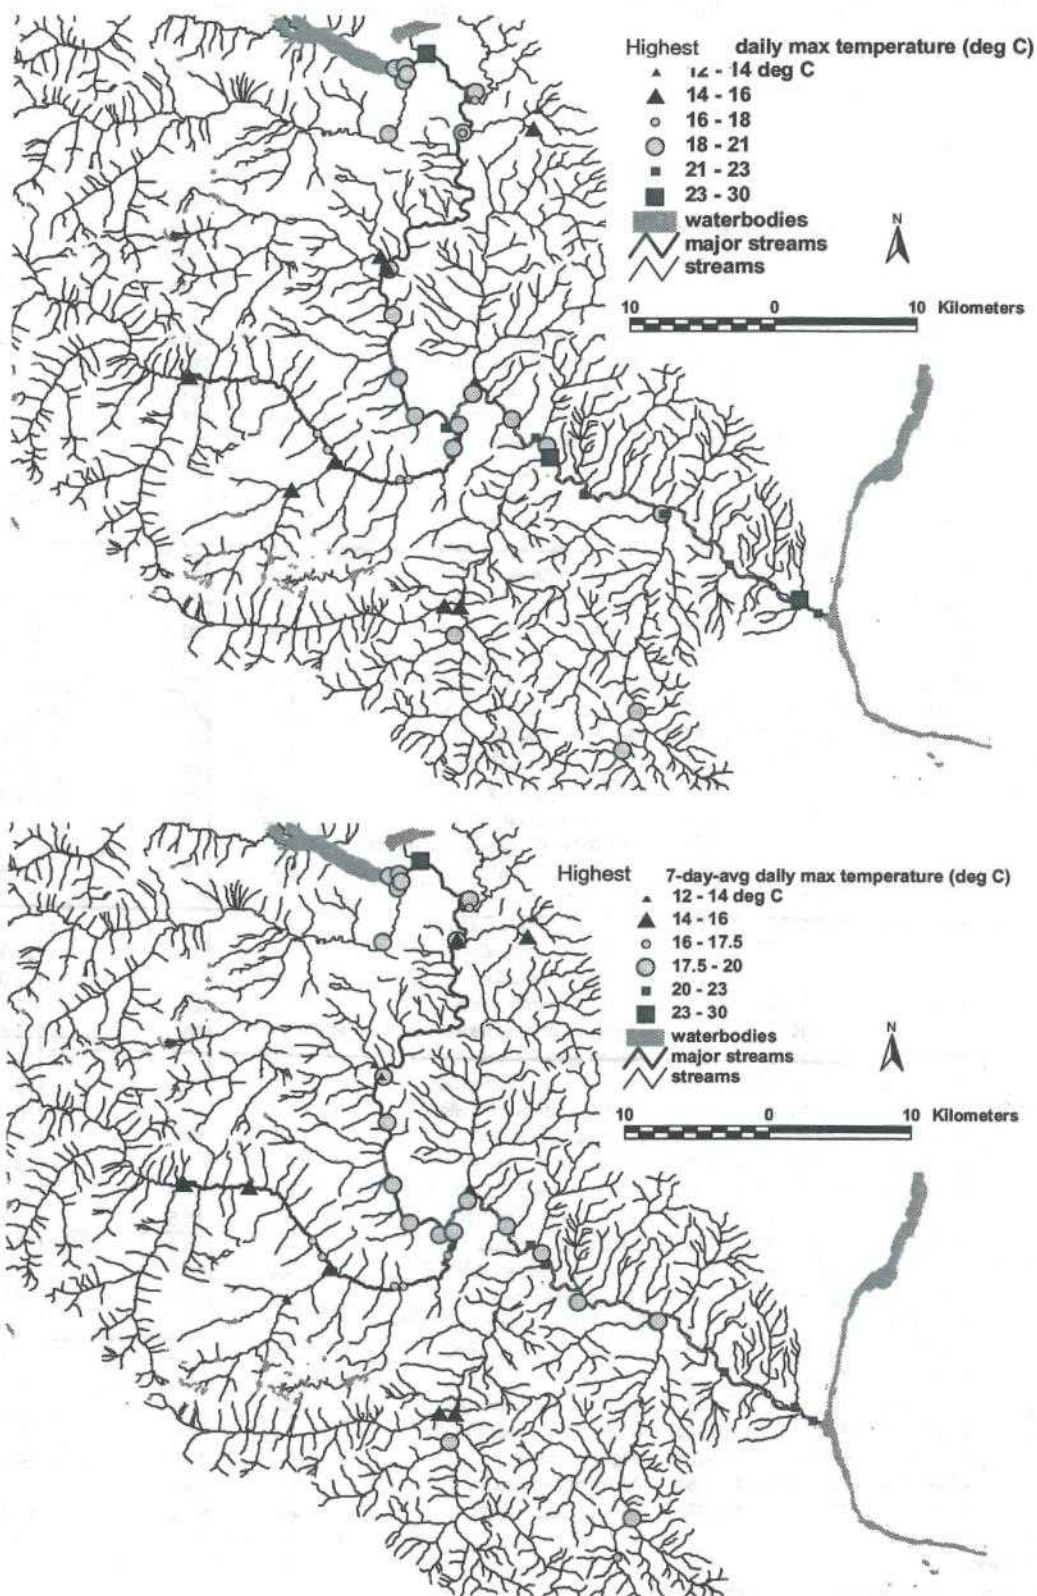 Highest daily max temperature (deg C)
12 - 14 deg C
14 - 16
16 - 18
18 - 21
21 - 23
23 - 30
waterbodies
major streams
streams
N
10 0 10 Kilometers
Highest 7-day-avg daily max temperature (deg C)
12 - 14 deg C
14 - 16
16 - 17.5
17.5 - 20
20 - 23
23 - 30
waterbodies
major streams
streams
N
10 0 10 Kilometers